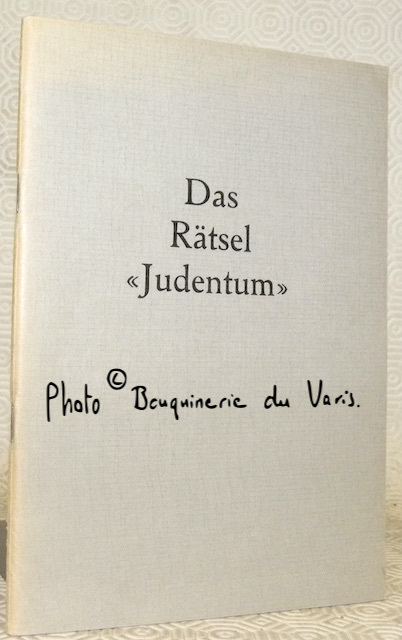 Das
Rätsel
«Judentum»
Photo © Bouquinerie du Varis.